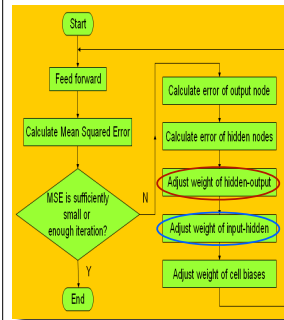 Start
Feed forward
Calculate Mean Squared Error
MSE is sufficiently
small or
enough iteration?
N
Y
End
Calculate error of output node
Calculate error of hidden nodes
Adjust weight of hidden-output
Adjust weight of input-hidden
Adjust weight of cell biases